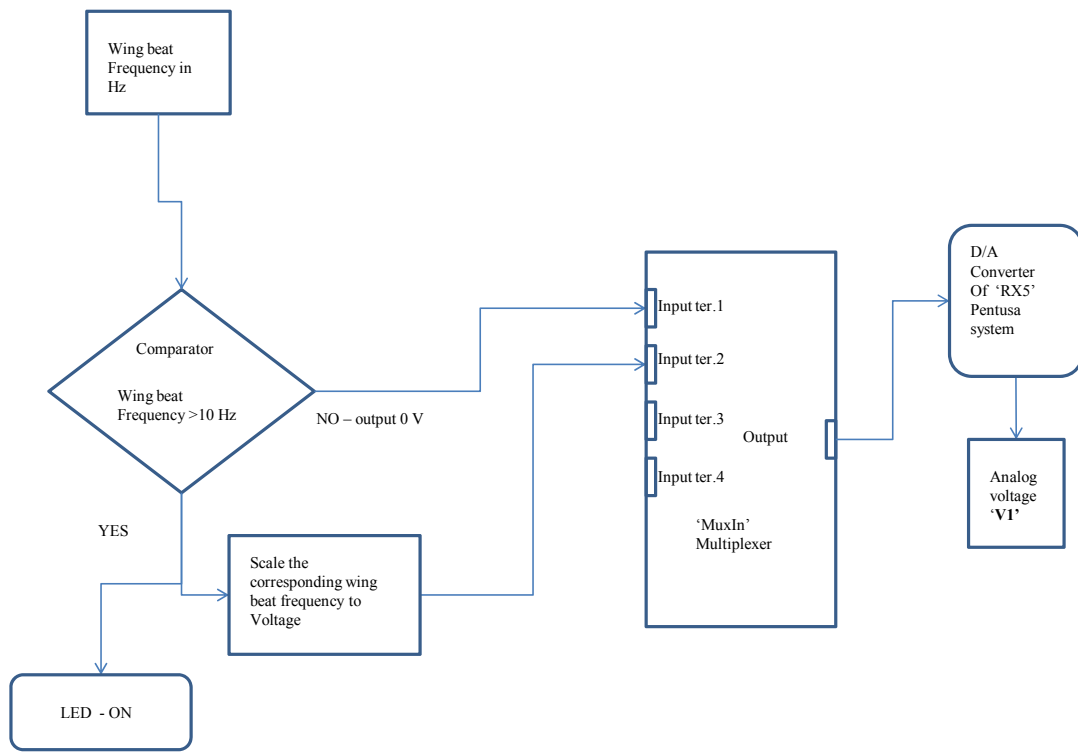 Wing beat
Frequency in
Hz
Comparator
Wing beat
Frequency >10 Hz
NO – output 0 V
YES
Scale the
corresponding wing
beat frequency to
Voltage
LED - ON
Input ter.1
Input ter.2
Input ter.3
Input ter.4
Output
‘MuxIn’
Multiplexer
D/A
Converter
Of ‘RX5’
Pentusa
system
Analog
voltage
‘V1’